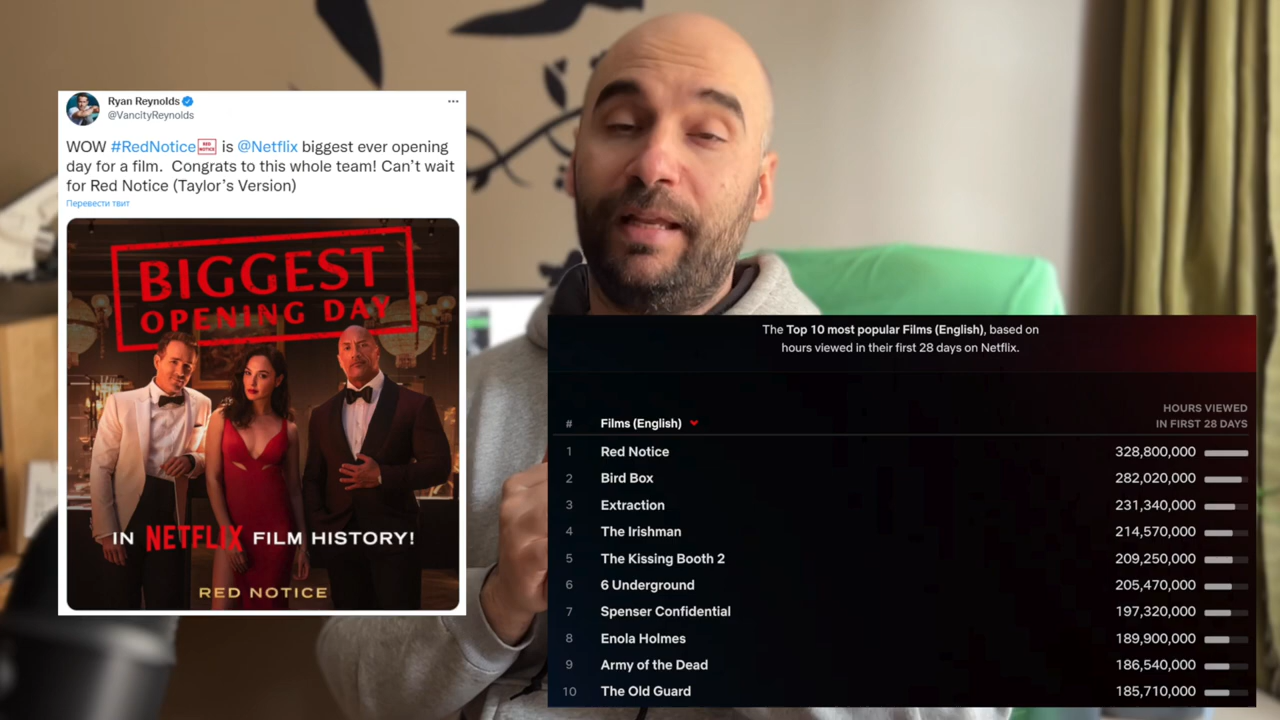 Ryan Reynolds
@VancityReynolds
WOW #RedNotice RED NOTICE is @Netflix biggest ever opening
day for a film. Congrats to this whole team! Can't wait
for Red Notice (Taylor's Version)
Перевести твит
BIGGEST
OPENING DAY
IN NETFLIX FILM HISTORY!
RED NOTICE
The Top 10 most popular Films (English), based on
hours viewed in their first 28 days on Netflix.
# Films (English) HOURS VIEWED
IN FIRST 28 DAYS
1 Red Notice 328,800,000
2 Bird Box 282,020,000
3 Extraction 231,340,000
4 The Irishman 214,570,000
5 The Kissing Booth 2 209,250,000
6 6 Underground 205,470,000
7 Spenser Confidential 197,320,000
8 Enola Holmes 189,900,000
9 Army of the Dead 186,540,000
10 The Old Guard 185,710,000